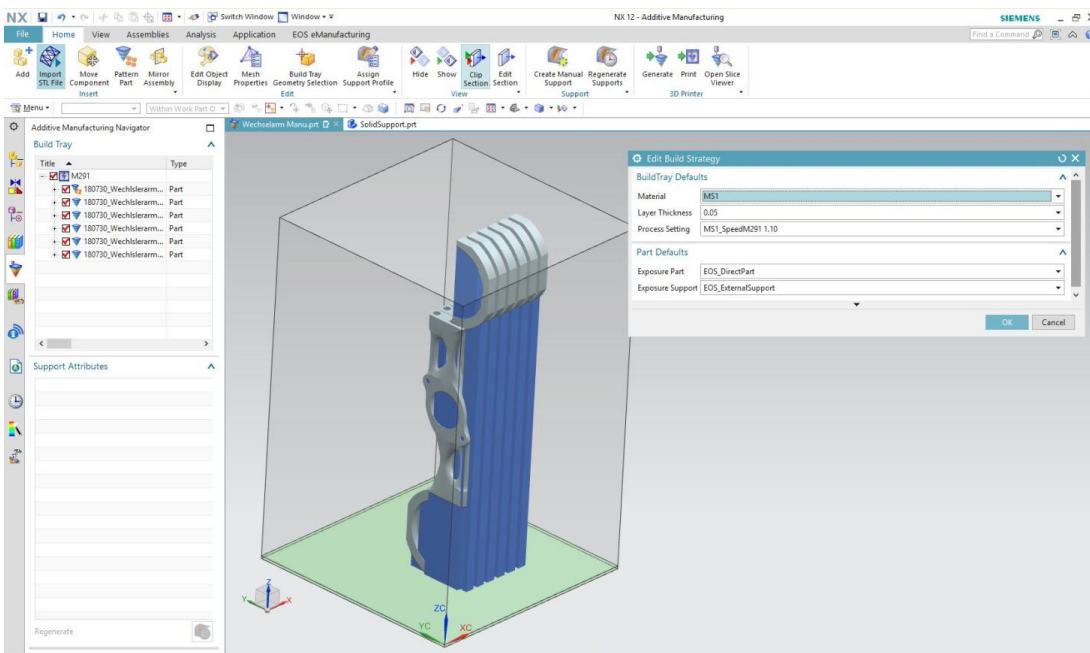 NX Switch Window Window NX 12 - Additive Manufacturing SIEMENS
File Home View Assemblies Analysis Application EOS eManufacturing Find a Command
Add Import STL File Move Component Pattern Part Mirror Assembly Edit Object Display Mesh Properties Build Tray Geometry Selection Assign Support Profile Hide Show Clip Section Edit Section Create Manual Support Regenerate Supports Generate Print Open Slice Viewer
Insert Edit View Support 3D Printer
Menu Within Work Part O
Additive Manufacturing Navigator
Wechselarm Manu.prt SolidSupport.prt
Build Tray
Title Type
M291
180730_Wechlslerarm... Part
180730_Wechlslerarm... Part
180730_Wechlslerarm... Part
180730_Wechlslerarm... Part
180730_Wechlslerarm... Part
180730_Wechlslerarm... Part
Support Attributes
Regenerate
Edit Build Strategy
BuildTray Defaults
Material MS1
Layer Thickness 0.05
Process Setting MS1_SpeedM291 1.10
Part Defaults
Exposure Part EOS_DirectPart
Exposure Support EOS_ExternalSupport
OK Cancel
Z
Y X
ZC
YC XC